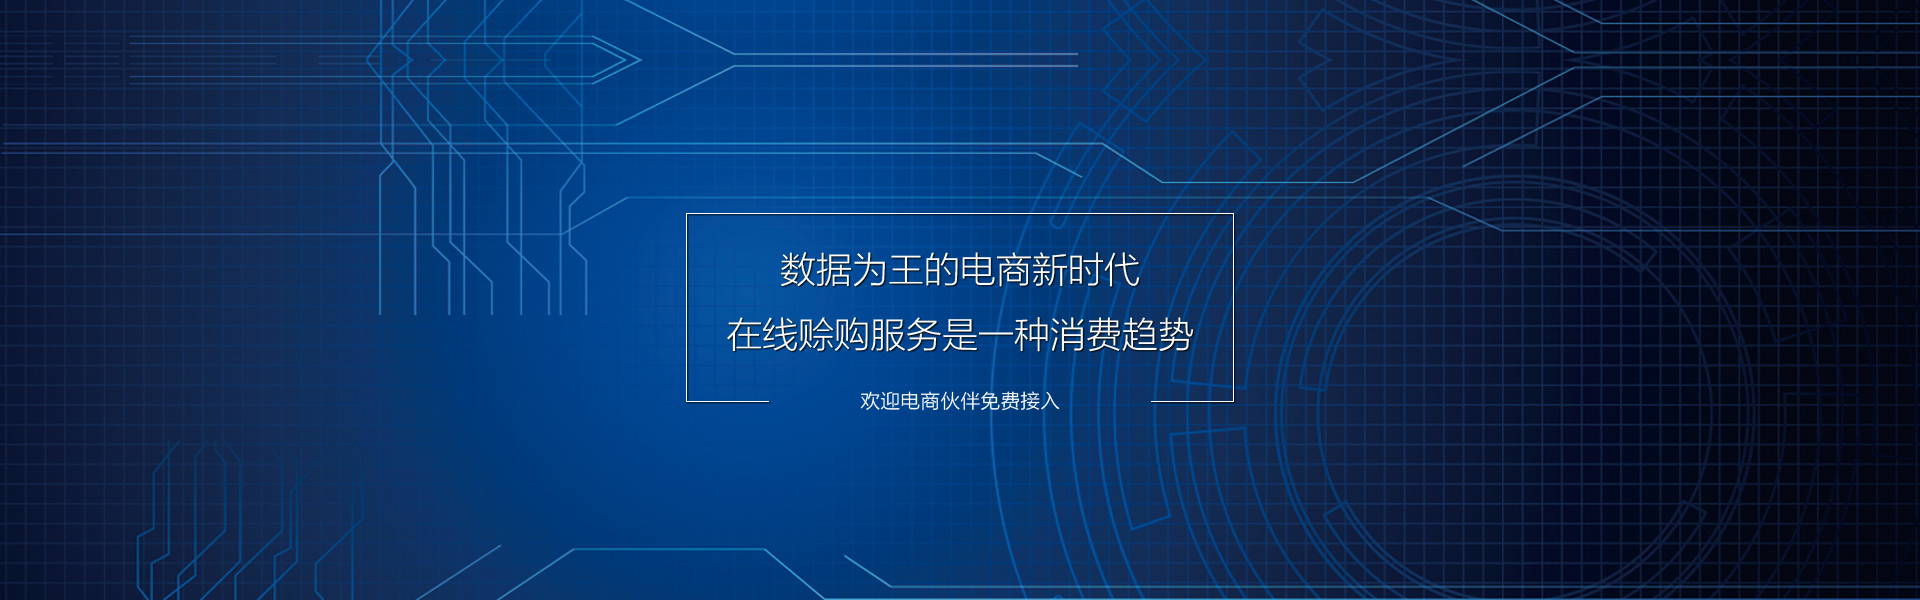 数据为王的电商新时代
在线赊购服务是一种消费趋势
欢迎电商伙伴免费接入